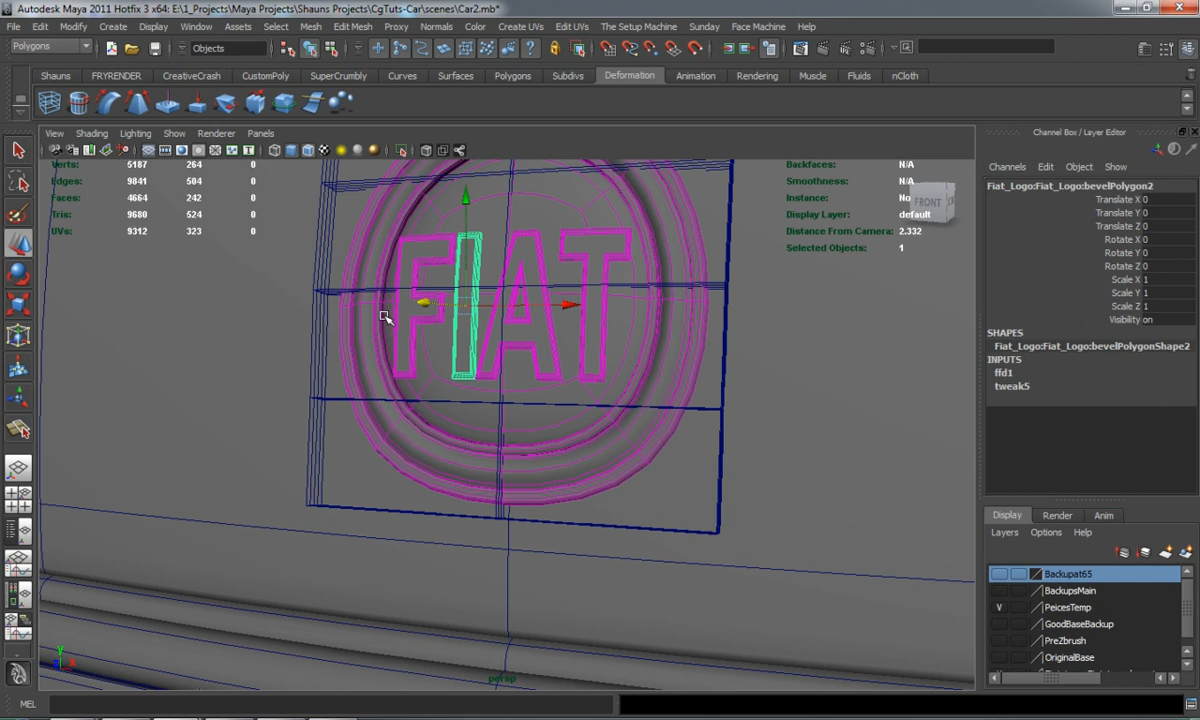 Autodesk Maya 2011 Hotfix 3 x64: E:\1_Projects\Maya Projects\Shauns Projects\CgTuts-Car\scenes\Car2.mb*
File Edit Modify Create Display Window Assets Select Mesh Edit Mesh Proxy Normals Color Create UVs Edit UVs The Setup Machine Sunday Face Machine Help
Polygons Objects
Shauns FRYRENDER CreativeCrash CustomPoly SuperCrumbly Curves Surfaces Polygons Subdivs Deformation Animation Rendering Muscle Fluids nCloth
View Shading Lighting Show Renderer Panels
Channel Box / Layer Editor
Verts: 5187 264 0
Edges: 9841 504 0
Faces: 4664 242 0
Tris: 9680 524 0
UVs: 9312 323 0
Backfaces: N/A
Smoothness: N/A
Instance: No
Display Layer: default
Distance From Camera: 2.332
Selected Objects: 1
FRONT
FIAT
Channels Edit Object Show
Fiat_Logo:Fiat_Logo:bevelPolygon2
Translate X 0
Translate Y 0
Translate Z 0
Rotate X 0
Rotate Y 0
Rotate Z 0
Scale X 1
Scale Y 1
Scale Z 1
Visibility on
SHAPES
Fiat_Logo:Fiat_Logo:bevelPolygonShape2
INPUTS
ffd1
tweak5
Display Render Anim
Layers Options Help
Backupat65
BackupsMain
V PeicesTemp
GoodBaseBackup
PreZbrush
OriginalBase
y
x
persp
MEL